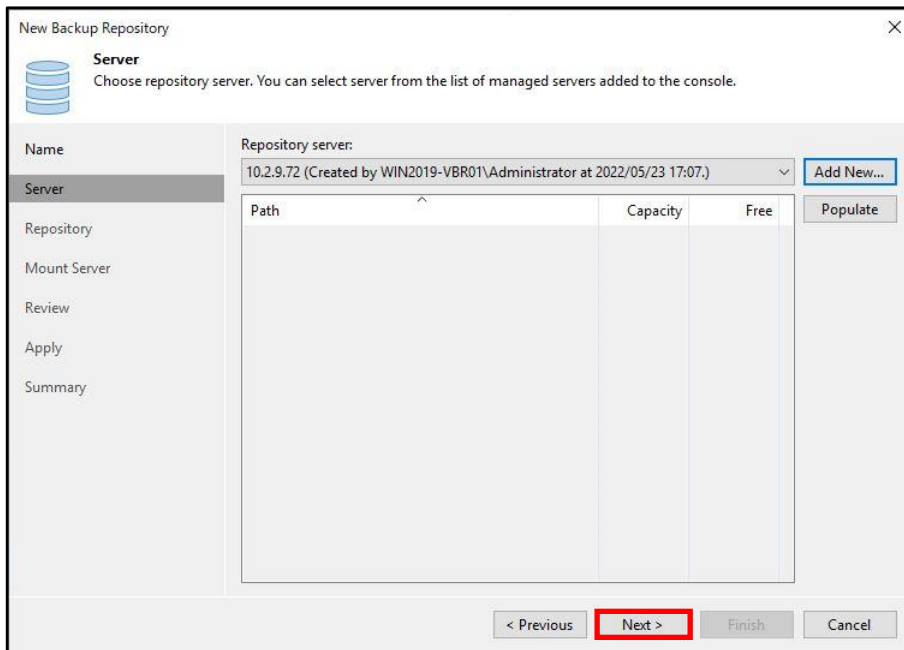 New Backup Repository
Server
Choose repository server. You can select server from the list of managed servers added to the console.
Name
Server
Repository
Mount Server
Review
Apply
Summary
Repository server:
10.2.9.72 (Created by WIN2019-VBR01\Administrator at 2022/05/23 17:07.)
Add New...
Path Capacity Free
Populate
< Previous Next > Finish Cancel